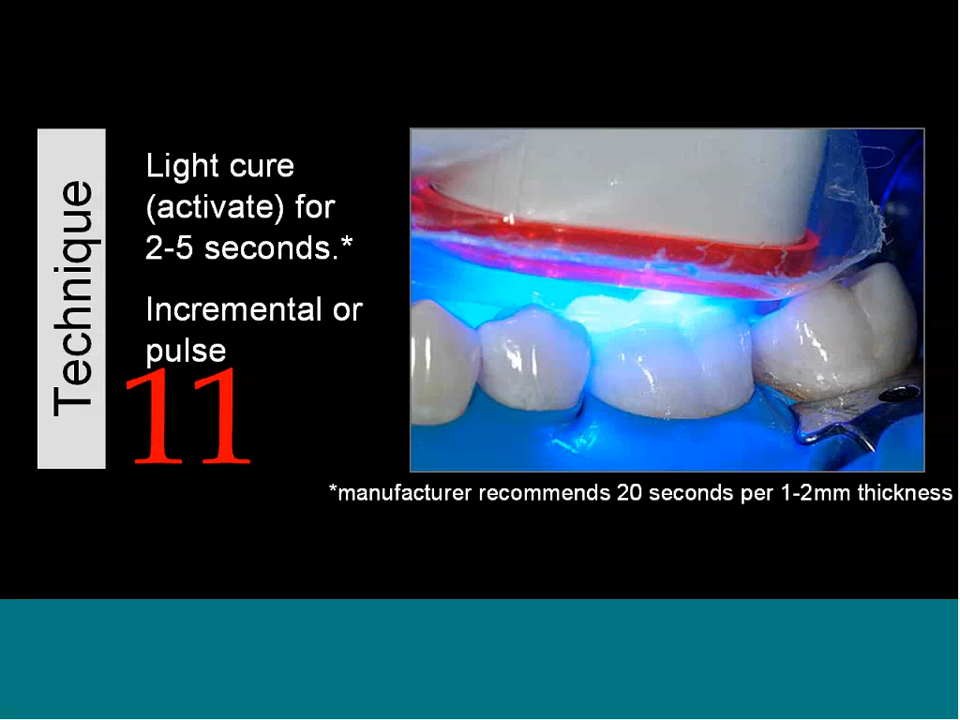 Technique
Light cure
(activate) for
2-5 seconds.*
Incremental or
pulse
11
*manufacturer recommends 20 seconds per 1-2mm thickness